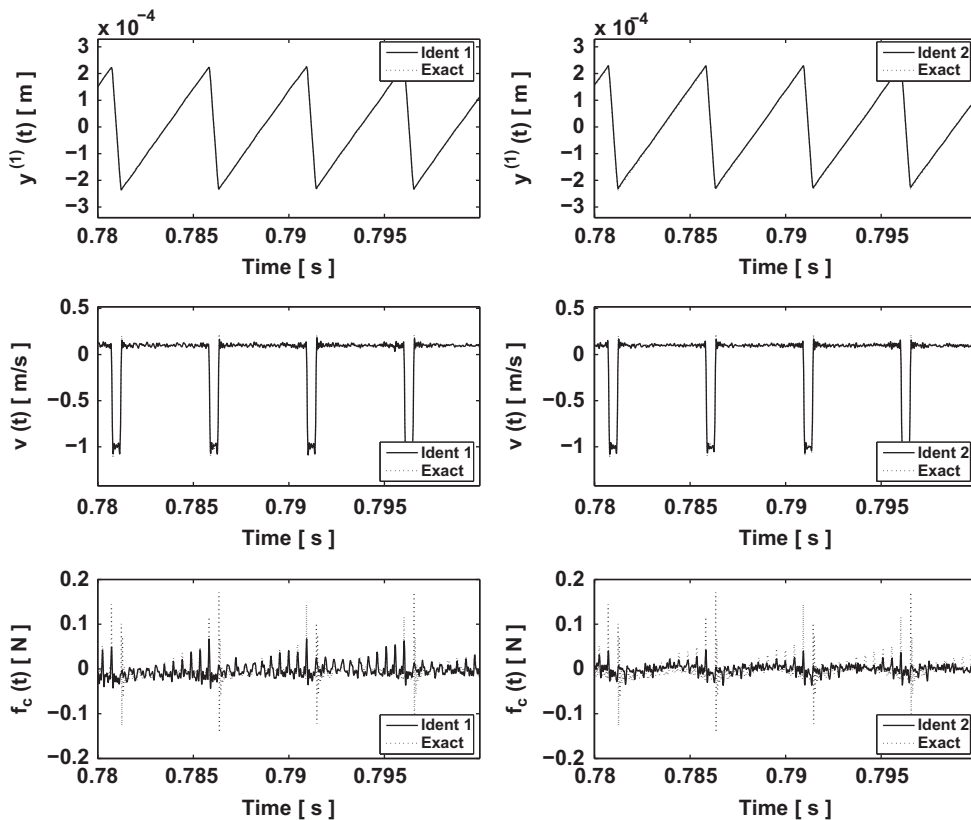 x 10⁻⁴
3
2
1
0
−1
−2
−3
y⁽¹⁾ (t) [ m ]
Ident 1
Exact
0.78
0.785
0.79
0.795
Time [ s ]
x 10⁻⁴
3
2
1
0
−1
−2
−3
y⁽¹⁾ (t) [ m ]
Ident 2
Exact
0.78
0.785
0.79
0.795
Time [ s ]
0.5
0
−0.5
−1
v (t) [ m/s ]
Ident 1
Exact
0.78
0.785
0.79
0.795
Time [ s ]
0.5
0
−0.5
−1
v (t) [ m/s ]
Ident 2
Exact
0.78
0.785
0.79
0.795
Time [ s ]
0.2
0.1
0
−0.1
−0.2
f_c (t) [ N ]
Ident 1
Exact
0.78
0.785
0.79
0.795
Time [ s ]
0.2
0.1
0
−0.1
−0.2
f_c (t) [ N ]
Ident 2
Exact
0.78
0.785
0.79
0.795
Time [ s ]